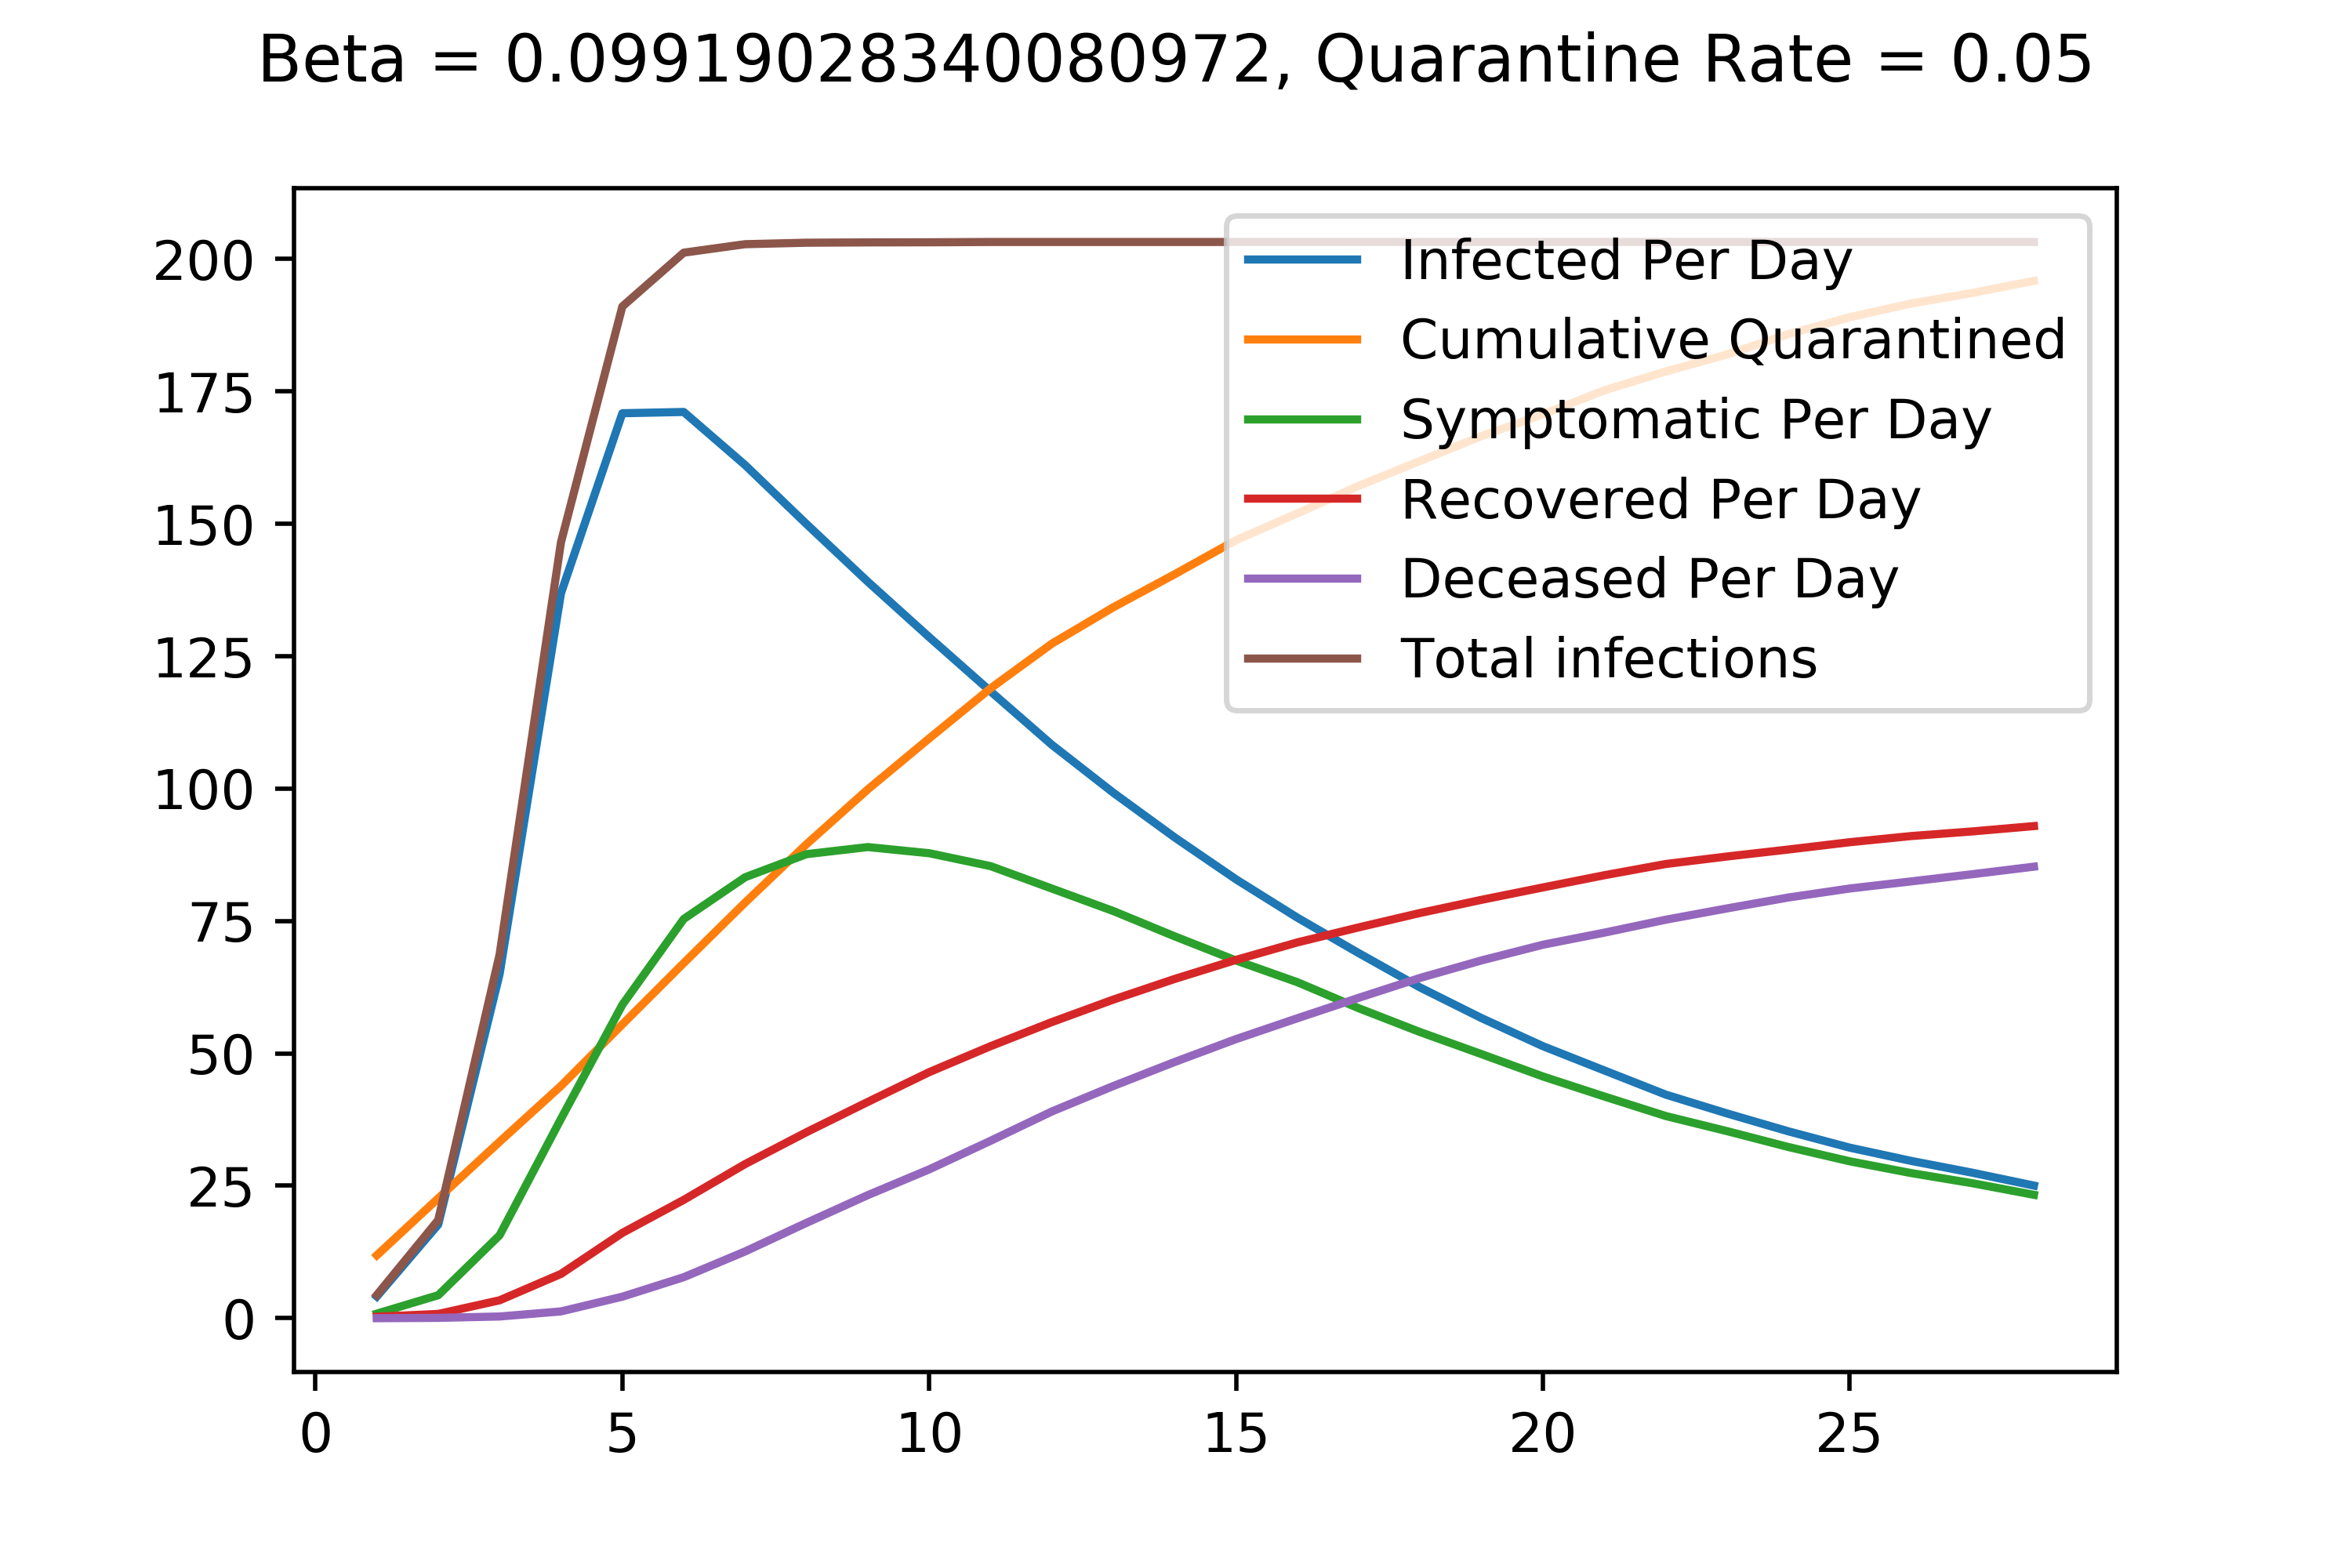 Beta = 0.09919028340080972, Quarantine Rate = 0.05
200
175
150
125
100
75
50
25
0
Infected Per Day
Cumulative Quarantined
Symptomatic Per Day
Recovered Per Day
Deceased Per Day
Total infections
0 5 10 15 20 25